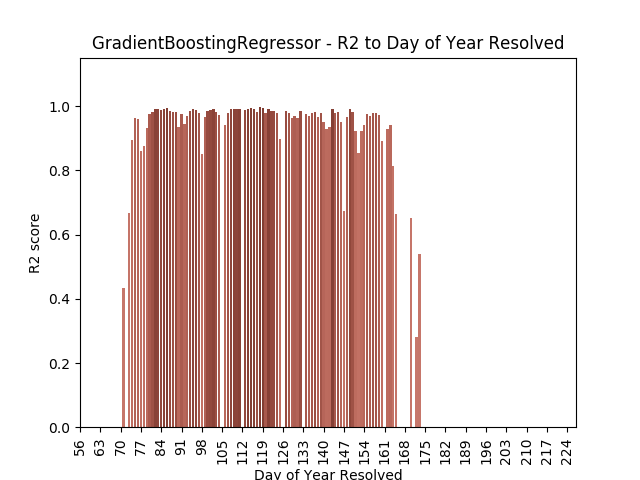 GradientBoostingRegressor - R2 to Day of Year Resolved
R2 score
1.0
0.8
0.6
0.4
0.2
0.0
56 63 70 77 84 91 98 105 112 119 126 133 140 147 154 161 168 175 182 189 196 203 210 217 224
Day of Year Resolved